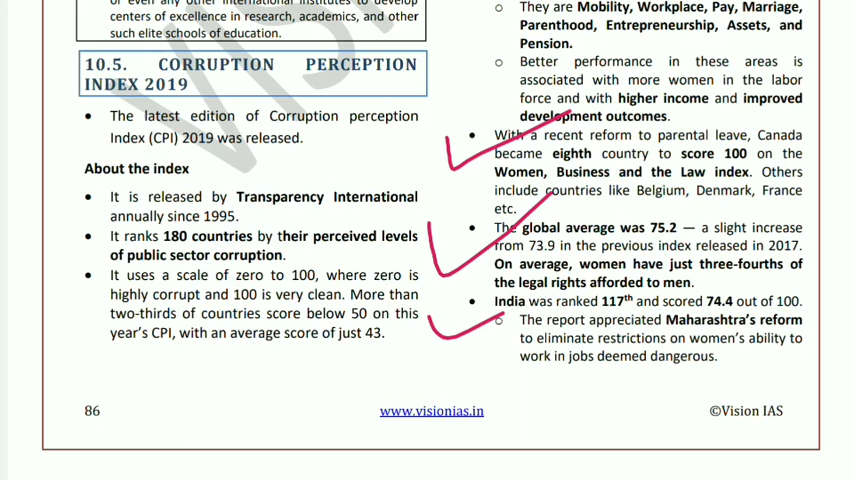 or even any other international institutes to develop
centers of excellence in research, academics, and other
such elite schools of education.
10.5. CORRUPTION PERCEPTION
INDEX 2019
• The latest edition of Corruption perception
Index (CPI) 2019 was released.
About the index
• It is released by Transparency International
annually since 1995.
• It ranks 180 countries by their perceived levels
of public sector corruption.
• It uses a scale of zero to 100, where zero is
highly corrupt and 100 is very clean. More than
two-thirds of countries score below 50 on this
year's CPI, with an average score of just 43.
o They are Mobility, Workplace, Pay, Marriage,
Parenthood, Entrepreneurship, Assets, and
Pension.
o Better performance in these areas is
associated with more women in the labor
force and with higher income and improved
development outcomes.
• With a recent reform to parental leave, Canada
became eighth country to score 100 on the
Women, Business and the Law index. Others
include countries like Belgium, Denmark, France
etc.
• The global average was 75.2 — a slight increase
from 73.9 in the previous index released in 2017.
On average, women have just three-fourths of
the legal rights afforded to men.
• India was ranked 117th and scored 74.4 out of 100.
o The report appreciated Maharashtra's reform
to eliminate restrictions on women's ability to
work in jobs deemed dangerous.
86
www.visionias.in
©Vision IAS